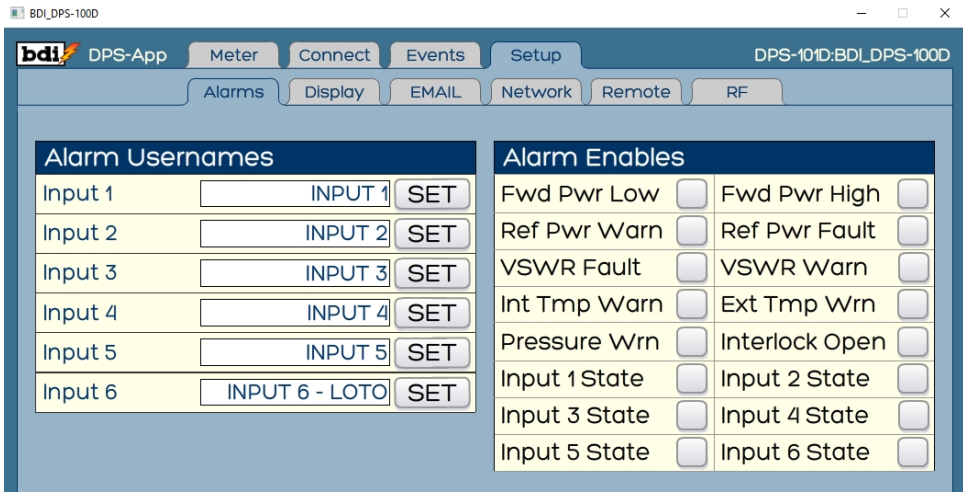 BDI_DPS-100D
bdi DPS-App Meter Connect Events Setup DPS-101D:BDI_DPS-100D
Alarms Display EMAIL Network Remote RF
Alarm Usernames
Input 1 INPUT 1 SET
Input 2 INPUT 2 SET
Input 3 INPUT 3 SET
Input 4 INPUT 4 SET
Input 5 INPUT 5 SET
Input 6 INPUT 6 - LOTO SET
Alarm Enables
Fwd Pwr Low Fwd Pwr High
Ref Pwr Warn Ref Pwr Fault
VSWR Fault VSWR Warn
Int Tmp Warn Ext Tmp Wrn
Pressure Wrn Interlock Open
Input 1 State Input 2 State
Input 3 State Input 4 State
Input 5 State Input 6 State